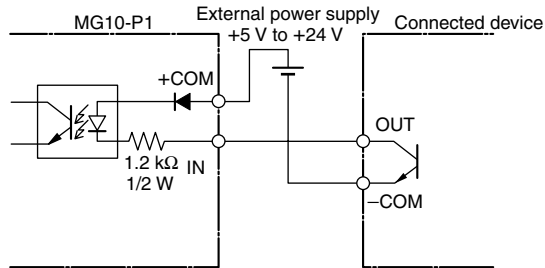 MG10-P1
External power supply
+5 V to +24 V
Connected device
+COM
OUT
1.2 kΩ
1/2 W
IN
−COM